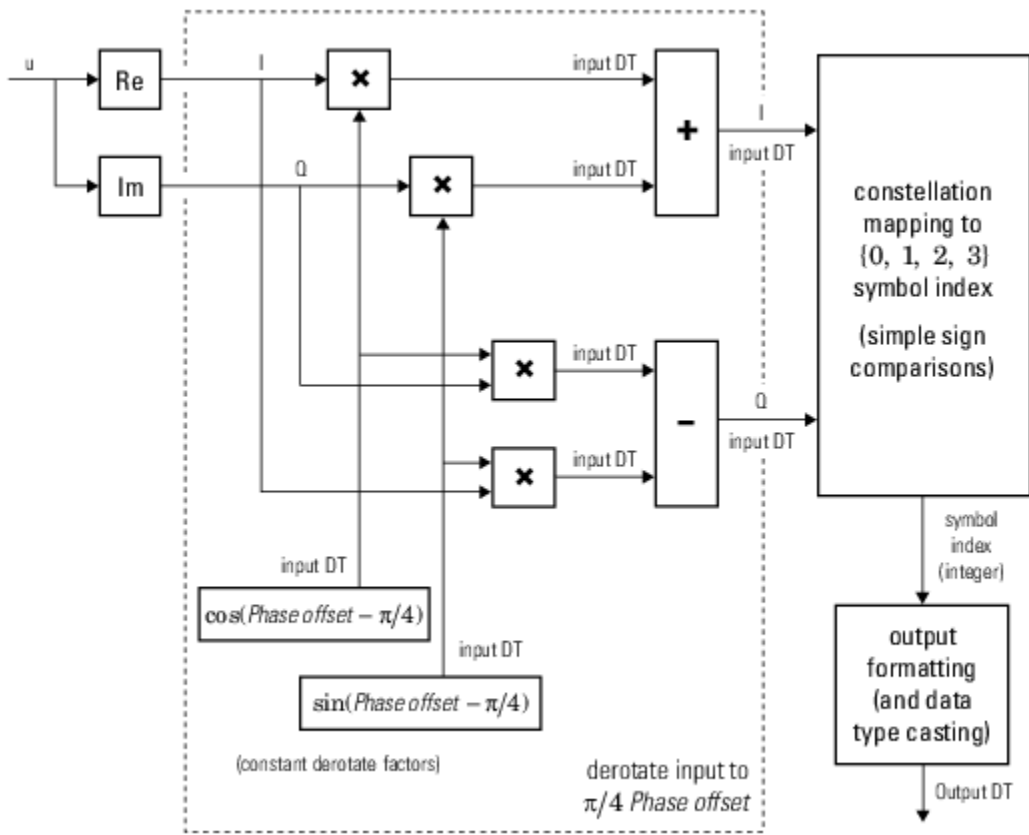 u
Re
I
×
input DT
+
I
input DT
Im
Q
×
input DT
constellation
mapping to
{0, 1, 2, 3}
symbol index
(simple sign
comparisons)
×
input DT
−
Q
input DT
×
input DT
symbol
index
(integer)
input DT
cos(Phase offset − π/4)
input DT
sin(Phase offset − π/4)
(constant derotate factors)
derotate input to
π/4 Phase offset
output
formatting
(and data
type casting)
Output DT